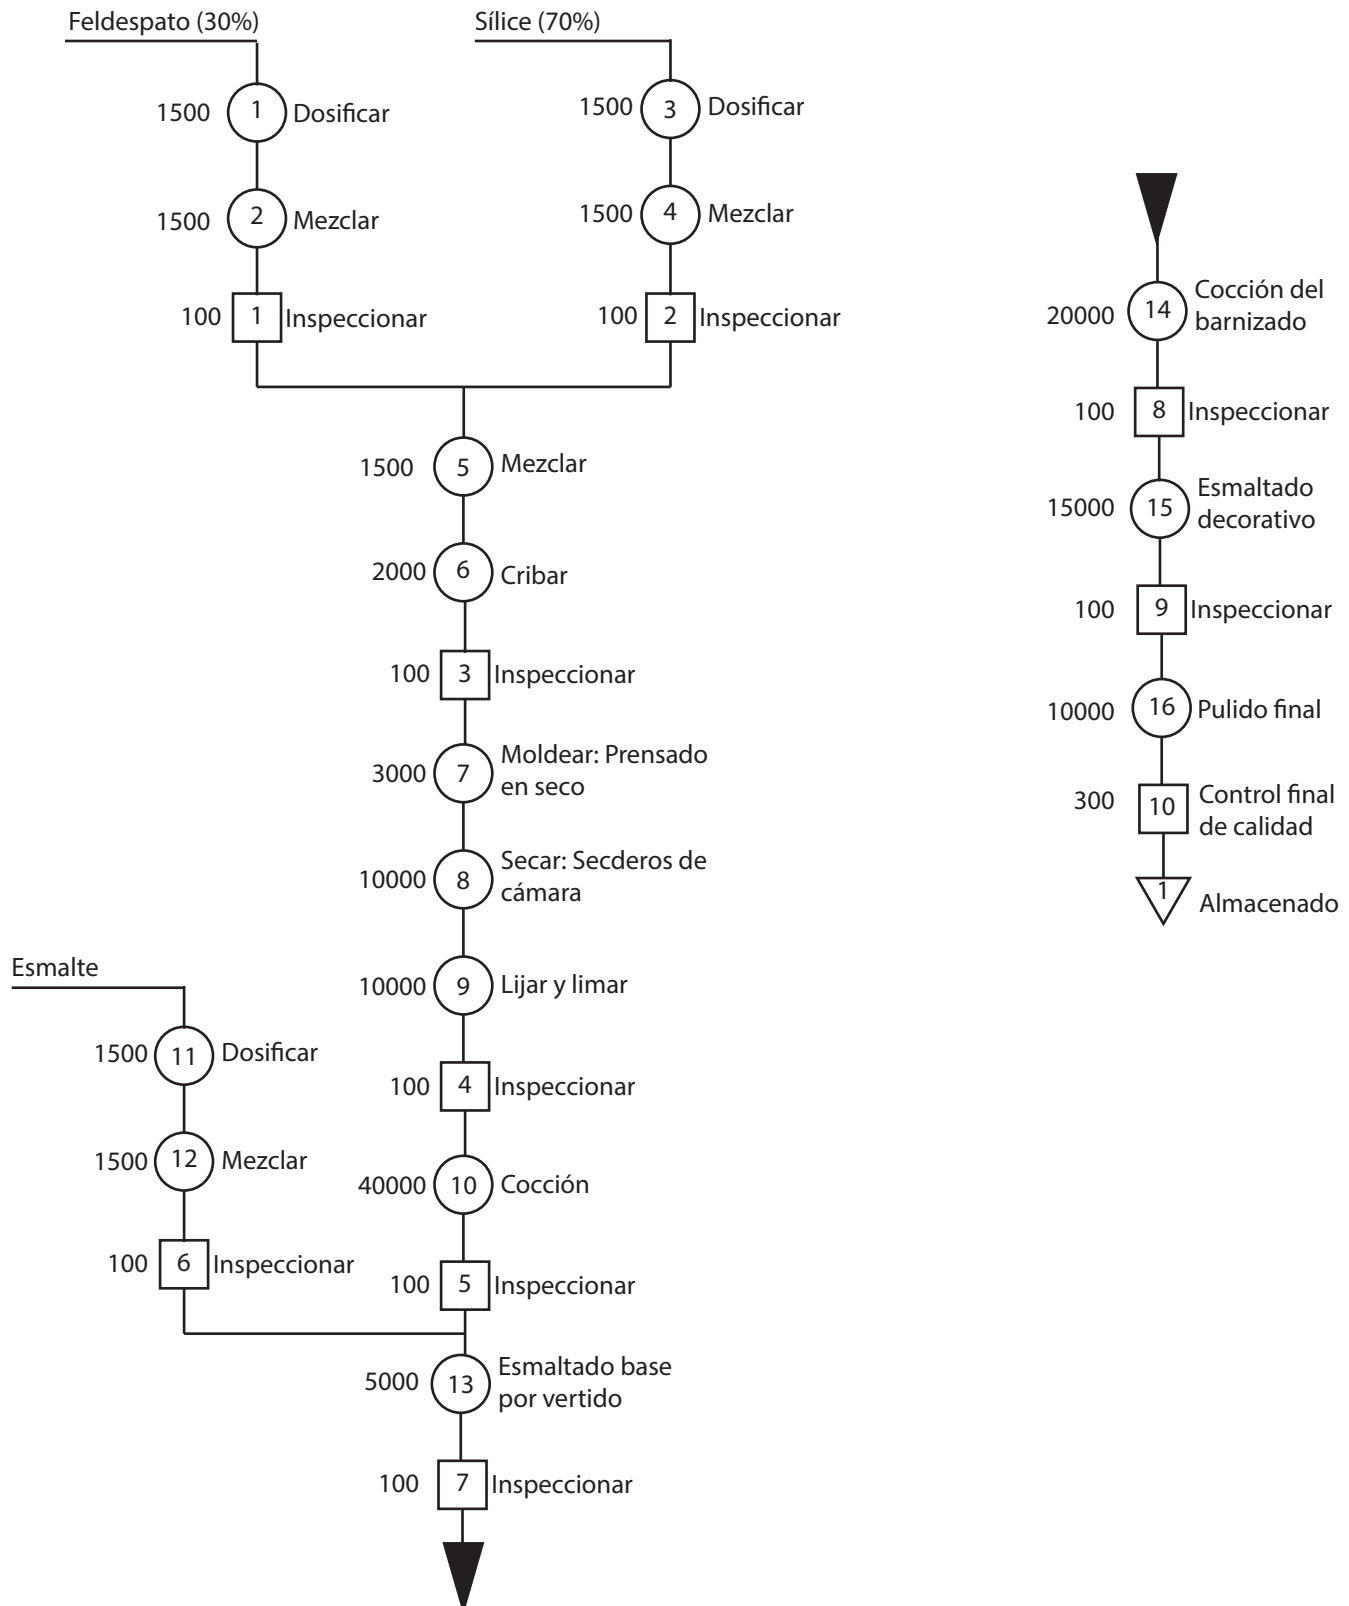 Feldespato (30%)
1500
1
Dosificar
1500
2
Mezclar
100
1
Inspeccionar
Sílice (70%)
1500
3
Dosificar
1500
4
Mezclar
100
2
Inspeccionar
1500
5
Mezclar
2000
6
Cribar
100
3
Inspeccionar
3000
7
Moldear: Prensado
en seco
10000
8
Secar: Secderos de
cámara
10000
9
Lijar y limar
100
4
Inspeccionar
40000
10
Cocción
100
5
Inspeccionar
Esmalte
1500
11
Dosificar
1500
12
Mezclar
100
6
Inspeccionar
5000
13
Esmaltado base
por vertido
100
7
Inspeccionar
20000
14
Cocción del
barnizado
100
8
Inspeccionar
15000
15
Esmaltado
decorativo
100
9
Inspeccionar
10000
16
Pulido final
300
10
Control final
de calidad
1
Almacenado